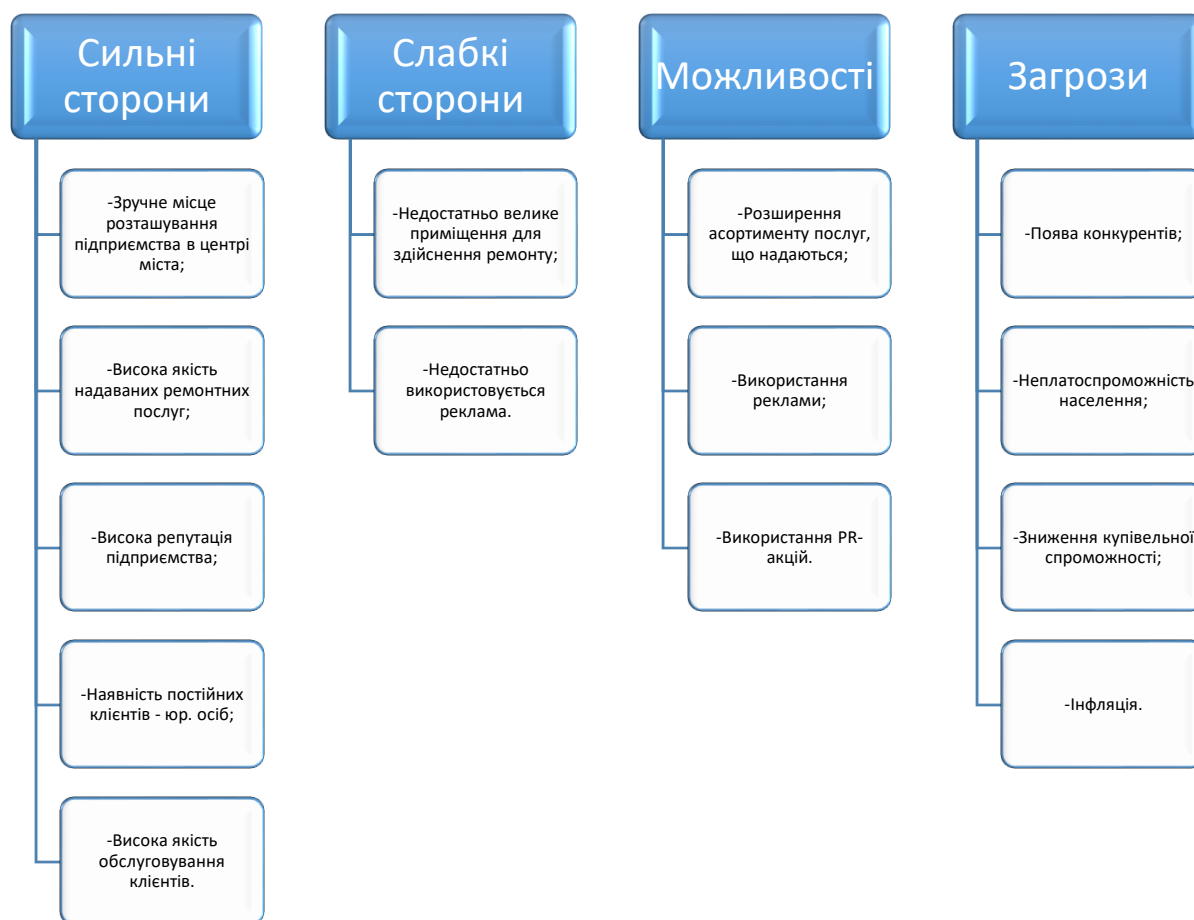 Сильні
сторони
-Зручне місце
розташування
підприємства в центрі
міста;
-Висока якість
надаваних ремонтних
послуг;
-Висока репутація
підприємства;
-Наявність постійних
клієнтів - юр. осіб;
-Висока якість
обслуговування
клієнтів.
Слабкі
сторони
-Недостатньо велике
приміщення для
здійснення ремонту;
-Недостатньо
використовується
реклама.
Можливості
-Розширення
асортименту послуг,
що надаються;
-Використання
реклами;
-Використання PR-
акцій.
Загрози
-Поява конкурентів;
-Неплатоспроможність
населення;
-Зниження купівельної
спроможності;
-Інфляція.